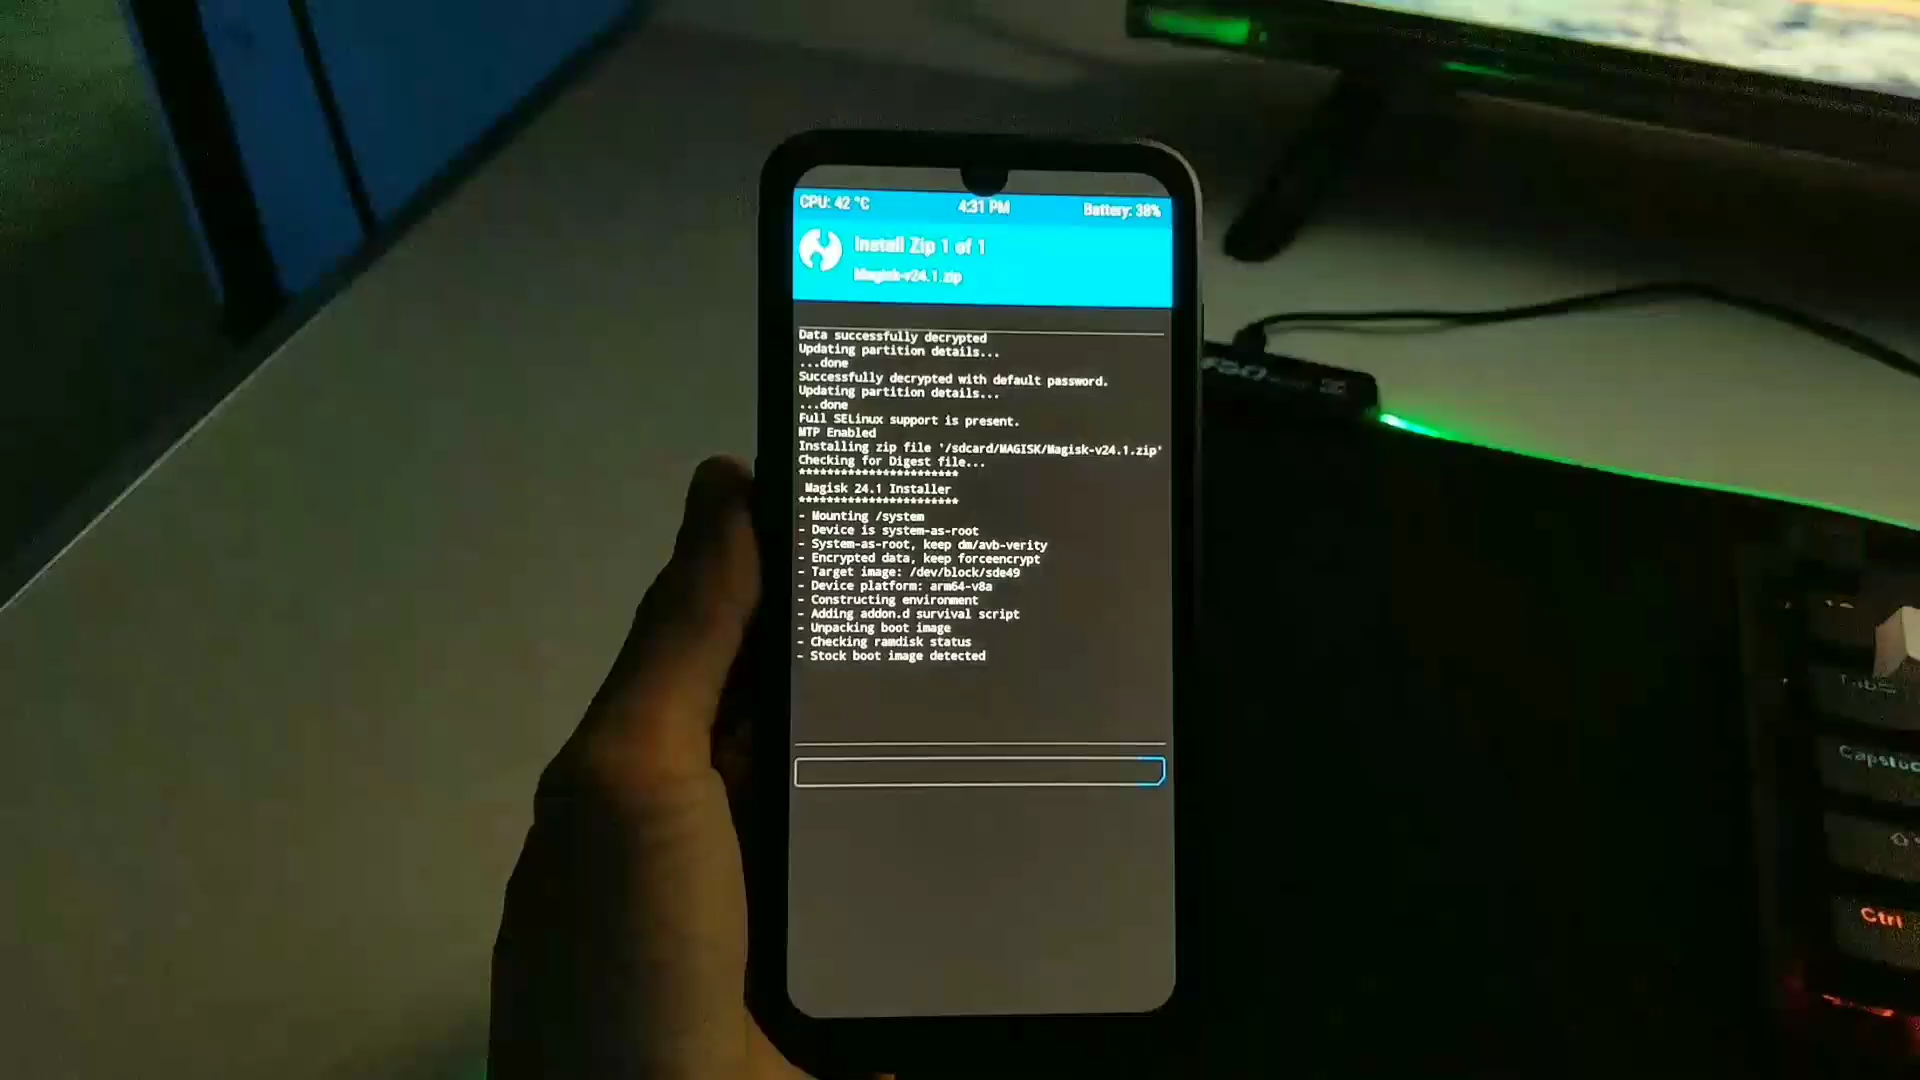 CPU: 42 °C 4:31 PM Battery: 38%
Install Zip 1 of 1
Magisk-v24.1.zip
Data successfully decrypted
Updating partition details...
...done
Successfully decrypted with default password.
Updating partition details...
...done
Full SELinux support is present.
MTP Enabled
Installing zip file '/sdcard/MAGISK/Magisk-v24.1.zip'
Checking for Digest file...
************************
Magisk 24.1 Installer
************************
- Mounting /system
- Device is system-as-root
- System-as-root, keep dm/avb-verity
- Encrypted data, keep forceencrypt
- Target image: /dev/block/sde49
- Device platform: arm64-v8a
- Constructing environment
- Adding addon.d survival script
- Unpacking boot image
- Checking ramdisk status
- Stock boot image detected
Tab
Ctrl